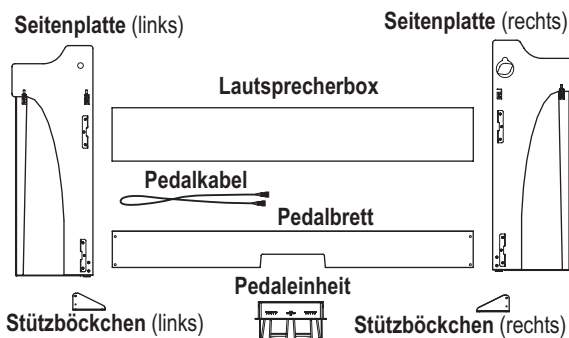 Seitenplatte (links)
Seitenplatte (rechts)
Lautsprecherbox
Pedalkabel
Pedalbrett
Pedaleinheit
Stützböckchen (links)
Stützböckchen (rechts)